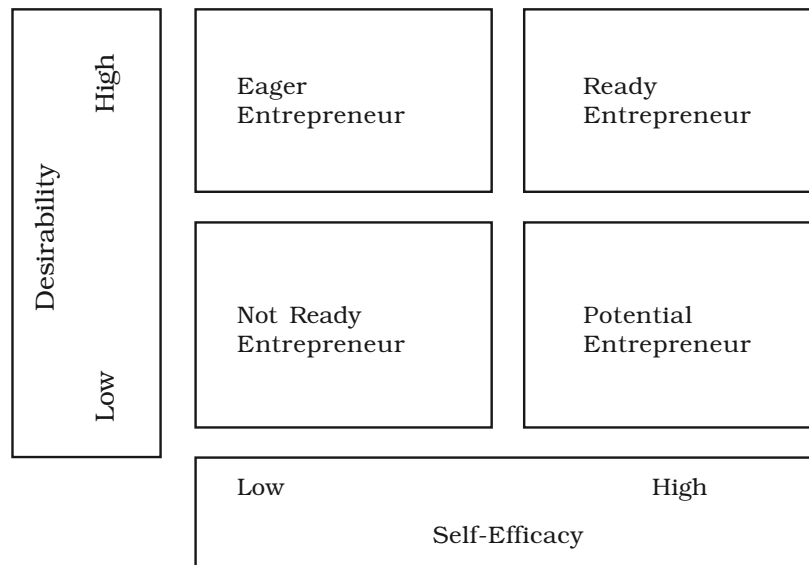 High
Desirability
Low
Eager
Entrepreneur
Ready
Entrepreneur
Not Ready
Entrepreneur
Potential
Entrepreneur
Low
High
Self-Efficacy